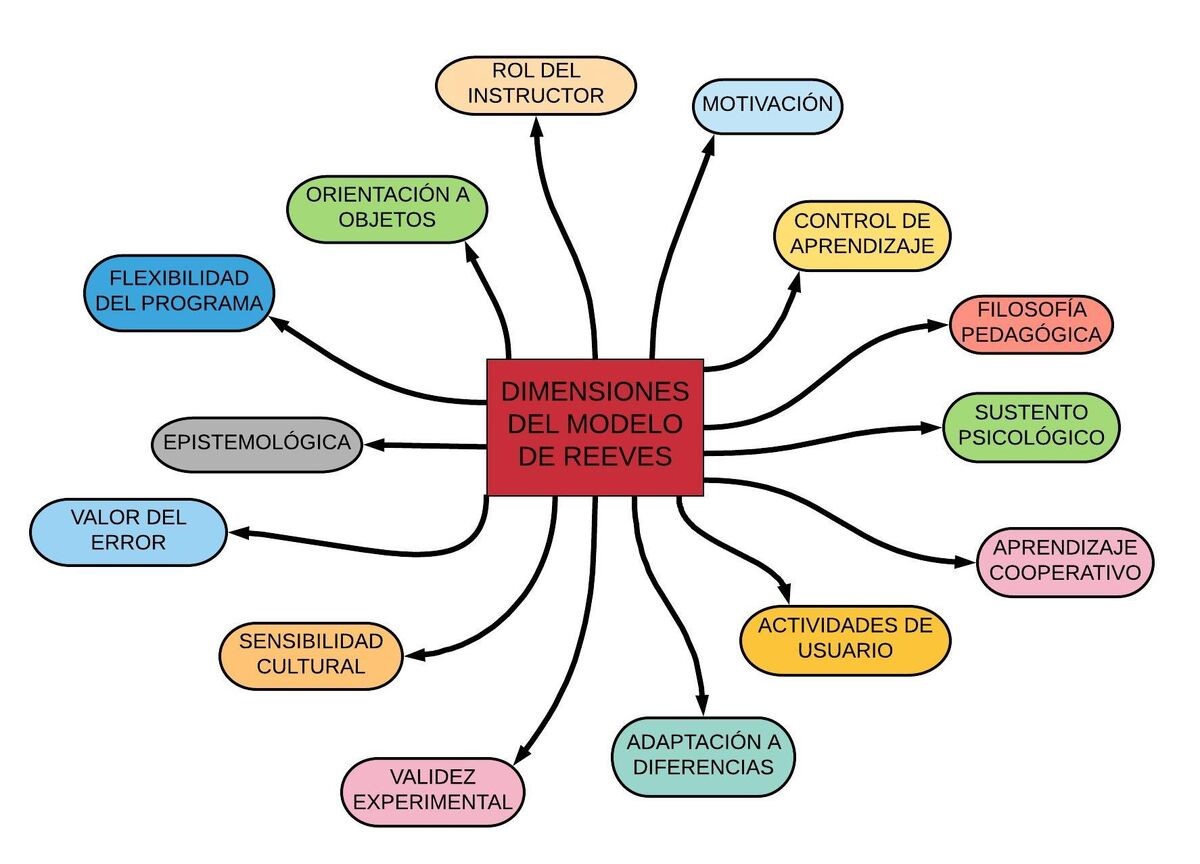 ROL DEL
INSTRUCTOR
MOTIVACIÓN
ORIENTACIÓN A
OBJETOS
CONTROL DE
APRENDIZAJE
FLEXIBILIDAD
DEL PROGRAMA
FILOSOFÍA
PEDAGÓGICA
DIMENSIONES
DEL MODELO
DE REEVES
SUSTENTO
PSICOLÓGICO
EPISTEMOLÓGICA
VALOR DEL
ERROR
APRENDIZAJE
COOPERATIVO
SENSIBILIDAD
CULTURAL
ACTIVIDADES DE
USUARIO
ADAPTACIÓN A
DIFERENCIAS
VALIDEZ
EXPERIMENTAL